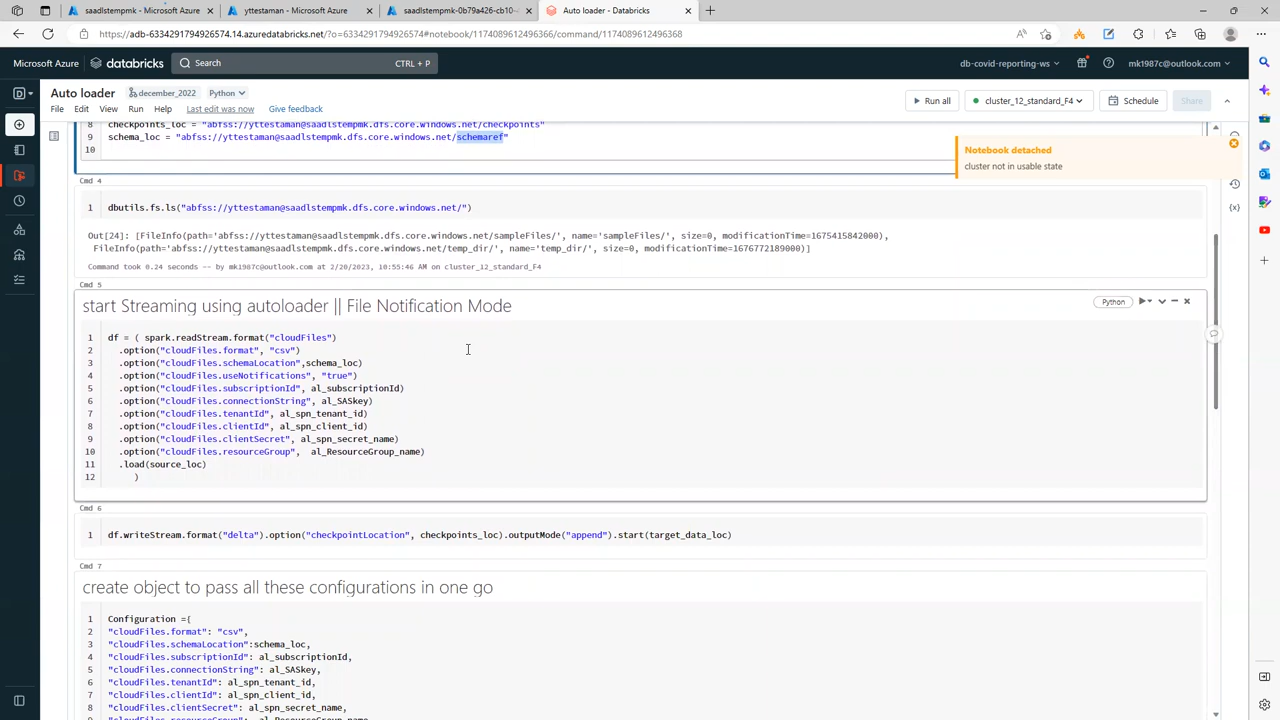 saadlstempmk - Microsoft Azure
yttestaman - Microsoft Azure
saadlstempmk-0b79a426-cb10-
Auto loader - Databricks
https://adb-6334291794926574.14.azuredatabricks.net/?o=6334291794926574#notebook/1174089612496366/command/1174089612496368
Microsoft Azure
databricks
Search
CTRL + P
db-covid-reporting-ws
mk1987c@outlook.com
Auto loader
december_2022
Python
File Edit View Run Help Last edit was now Give feedback
Run all
cluster_12_standard_F4
Schedule
Share
8 checkpoints_loc = "abfss://yttestaman@saadlstempmk.dfs.core.windows.net/checkpoints"
9 schema_loc = "abfss://yttestaman@saadlstempmk.dfs.core.windows.net/schemaref"
10
Notebook detached
cluster not in usable state
Cmd 4
1 dbutils.fs.ls("abfss://yttestaman@saadlstempmk.dfs.core.windows.net/")
Out[24]: [FileInfo(path='abfss://yttestaman@saadlstempmk.dfs.core.windows.net/sampleFiles/', name='sampleFiles/', size=0, modificationTime=1675415842000),
FileInfo(path='abfss://yttestaman@saadlstempmk.dfs.core.windows.net/temp_dir/', name='temp_dir/', size=0, modificationTime=1676772189000)]
Command took 0.24 seconds -- by mk1987c@outlook.com at 2/20/2023, 10:55:46 AM on cluster_12_standard_F4
Cmd 5
start Streaming using autoloader || File Notification Mode
Python
1 df = ( spark.readStream.format("cloudFiles")
2 .option("cloudFiles.format", "csv")
3 .option("cloudFiles.schemaLocation",schema_loc)
4 .option("cloudFiles.useNotifications", "true")
5 .option("cloudFiles.subscriptionId", al_subscriptionId)
6 .option("cloudFiles.connectionString", al_SASkey)
7 .option("cloudFiles.tenantId", al_spn_tenant_id)
8 .option("cloudFiles.clientId", al_spn_client_id)
9 .option("cloudFiles.clientSecret", al_spn_secret_name)
10 .option("cloudFiles.resourceGroup", al_ResourceGroup_name)
11 .load(source_loc)
12 )
Cmd 6
1 df.writeStream.format("delta").option("checkpointLocation", checkpoints_loc).outputMode("append").start(target_data_loc)
Cmd 7
create object to pass all these configurations in one go
1 Configuration ={
2 "cloudFiles.format": "csv",
3 "cloudFiles.schemaLocation":schema_loc,
4 "cloudFiles.subscriptionId": al_subscriptionId,
5 "cloudFiles.connectionString": al_SASkey,
6 "cloudFiles.tenantId": al_spn_tenant_id,
7 "cloudFiles.clientId": al_spn_client_id,
8 "cloudFiles.clientSecret": al_spn_secret_name,
9 "cloudFiles.resourceGroup": al_ResourceGroup_name,